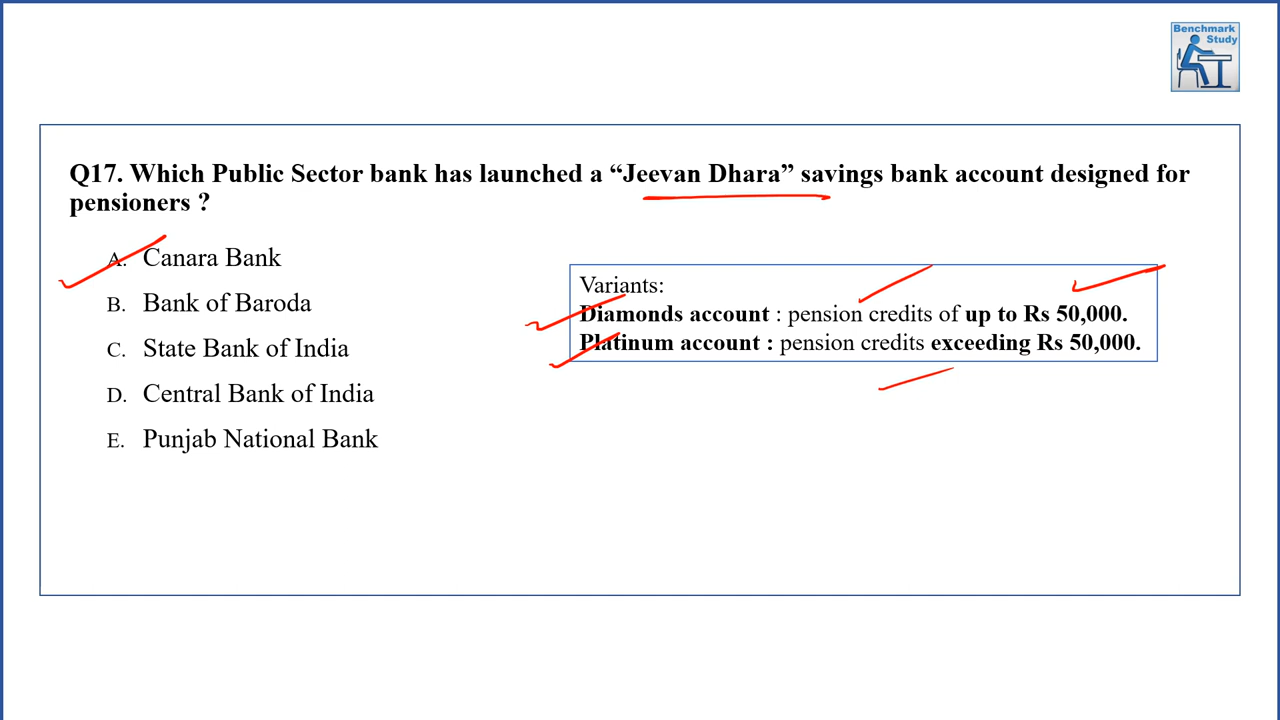 Benchmark
Study
Q17. Which Public Sector bank has launched a “Jeevan Dhara” savings bank account designed for
pensioners ?
A. Canara Bank
B. Bank of Baroda
C. State Bank of India
D. Central Bank of India
E. Punjab National Bank
Variants:
Diamonds account : pension credits of up to Rs 50,000.
Platinum account : pension credits exceeding Rs 50,000.